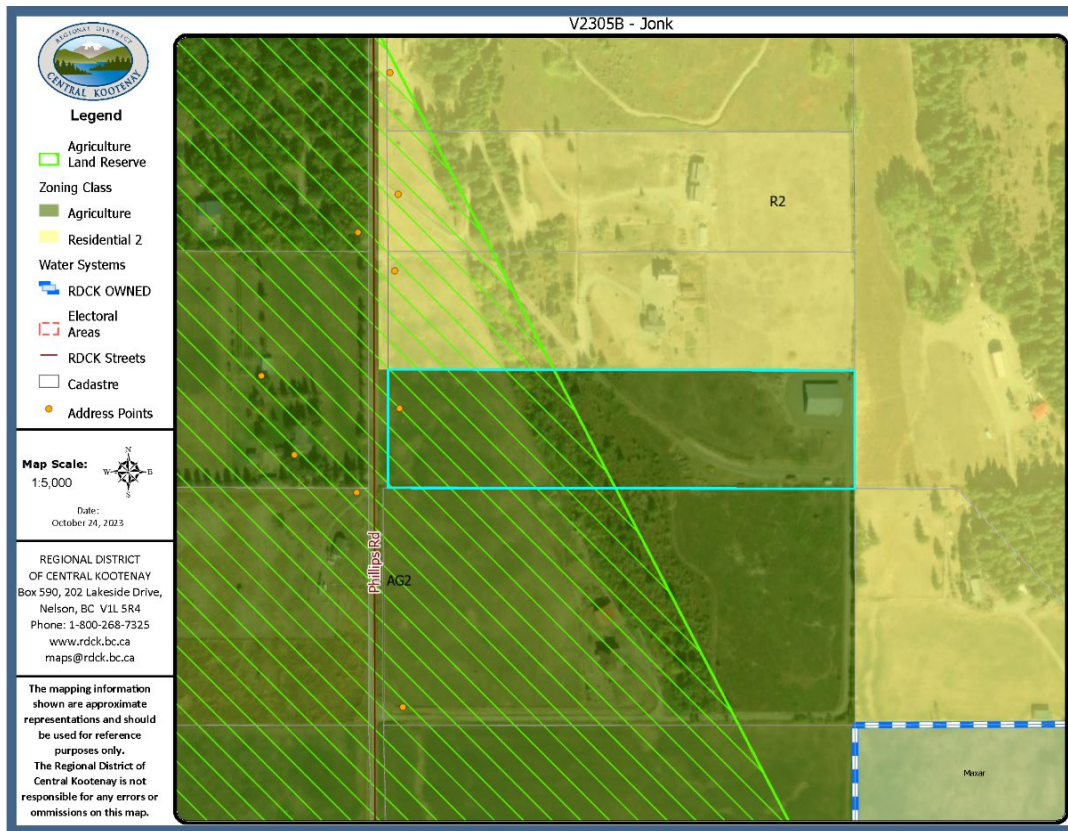 V2305B - Jonk
REGIONAL DISTRICT
CENTRAL KOOTENAY
Legend
Agriculture
Land Reserve
Zoning Class
Agriculture
Residential 2
Water Systems
RDCK OWNED
Electoral
Areas
RDCK Streets
Cadastre
Address Points
Map Scale:
1:5,000
N
W
E
S
Date:
October 24, 2023
REGIONAL DISTRICT
OF CENTRAL KOOTENAY
Box 590, 202 Lakeside Drive,
Nelson, BC V1L 5R4
Phone: 1-800-268-7325
www.rdck.bc.ca
maps@rdck.bc.ca
The mapping information
shown are approximate
representations and should
be used for reference
purposes only.
The Regional District of
Central Kootenay is not
responsible for any errors or
ommissions on this map.
R2
Phillips Rd
AG2
Maxar